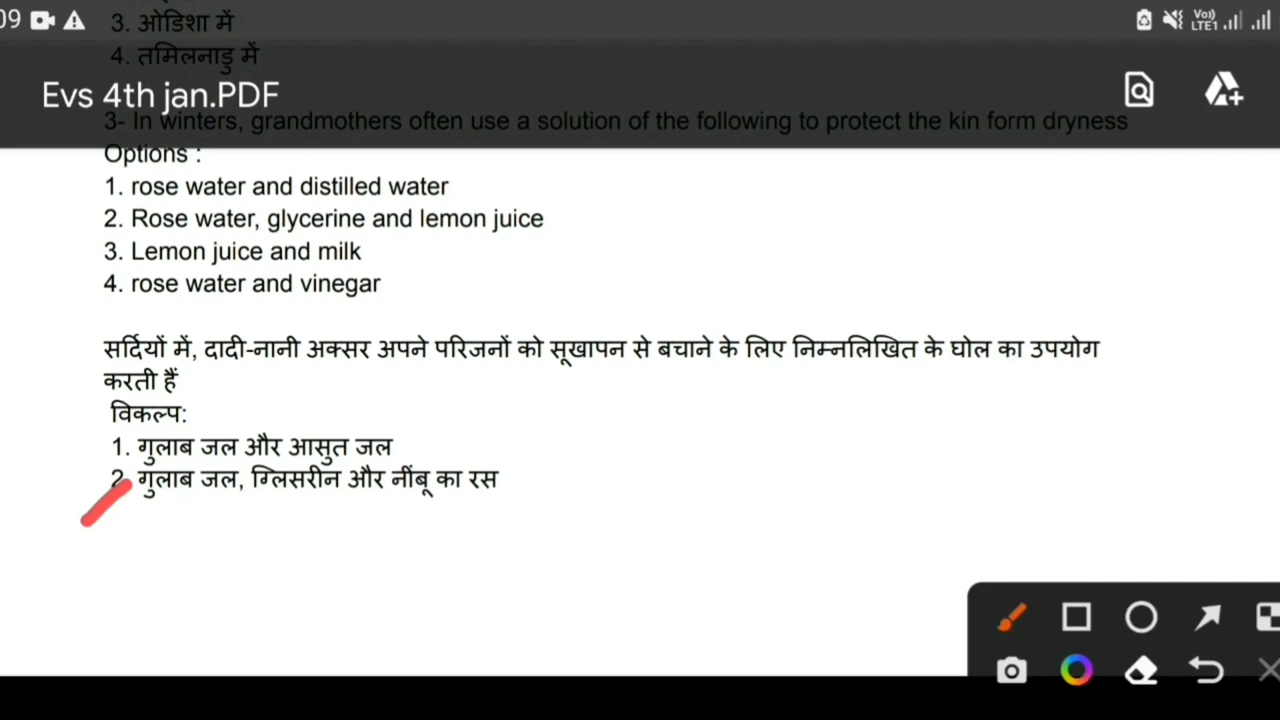 09
Vo))
LTE1
3. ओडिशा में
4. तमिलनाडु में
Evs 4th jan.PDF
3- In winters, grandmothers often use a solution of the following to protect the kin form dryness
Options :
1. rose water and distilled water
2. Rose water, glycerine and lemon juice
3. Lemon juice and milk
4. rose water and vinegar
सर्दियों में, दादी-नानी अक्सर अपने परिजनों को सूखापन से बचाने के लिए निम्नलिखित के घोल का उपयोग
करती हैं
विकल्प:
1. गुलाब जल और आसुत जल
2. गुलाब जल, ग्लिसरीन और नींबू का रस